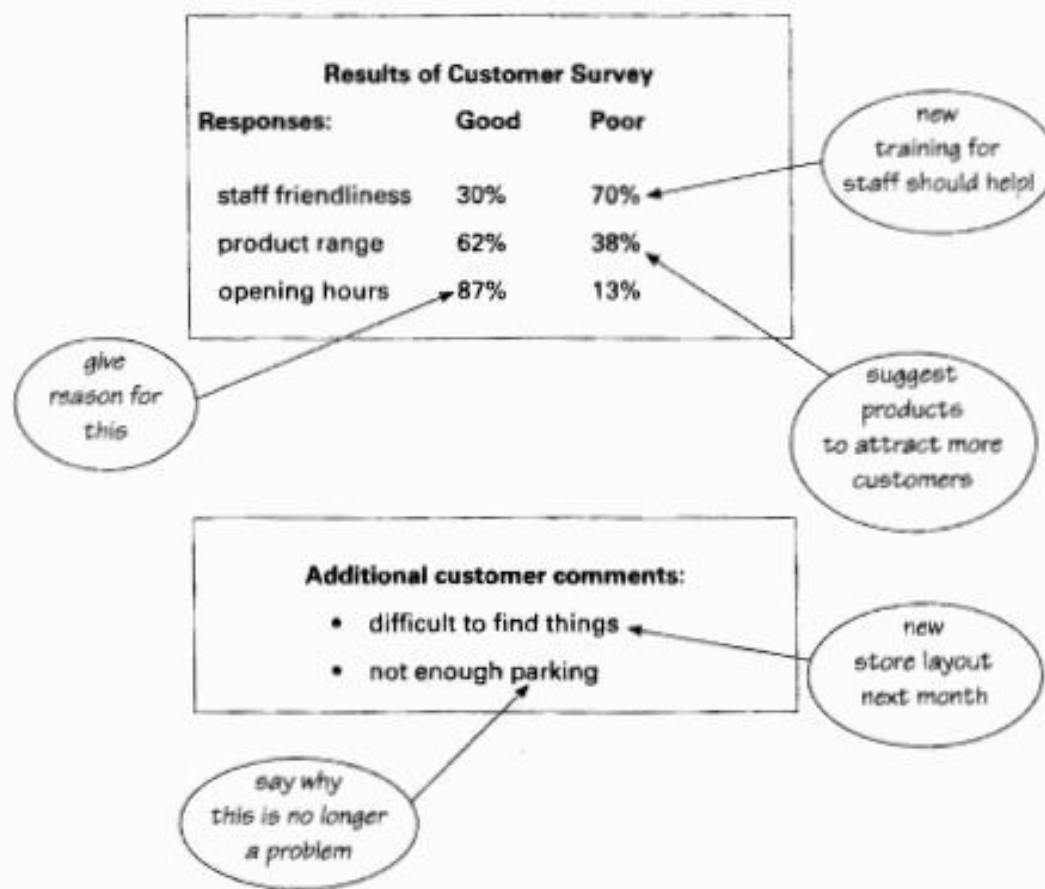 Results of Customer Survey
Responses: Good Poor
staff friendliness 30% 70%
product range 62% 38%
opening hours 87% 13%
new
training for
staff should help!
give
reason for
this
suggest
products
to attract more
customers
Additional customer comments:
• difficult to find things
• not enough parking
new
store layout
next month
say why
this is no longer
a problem